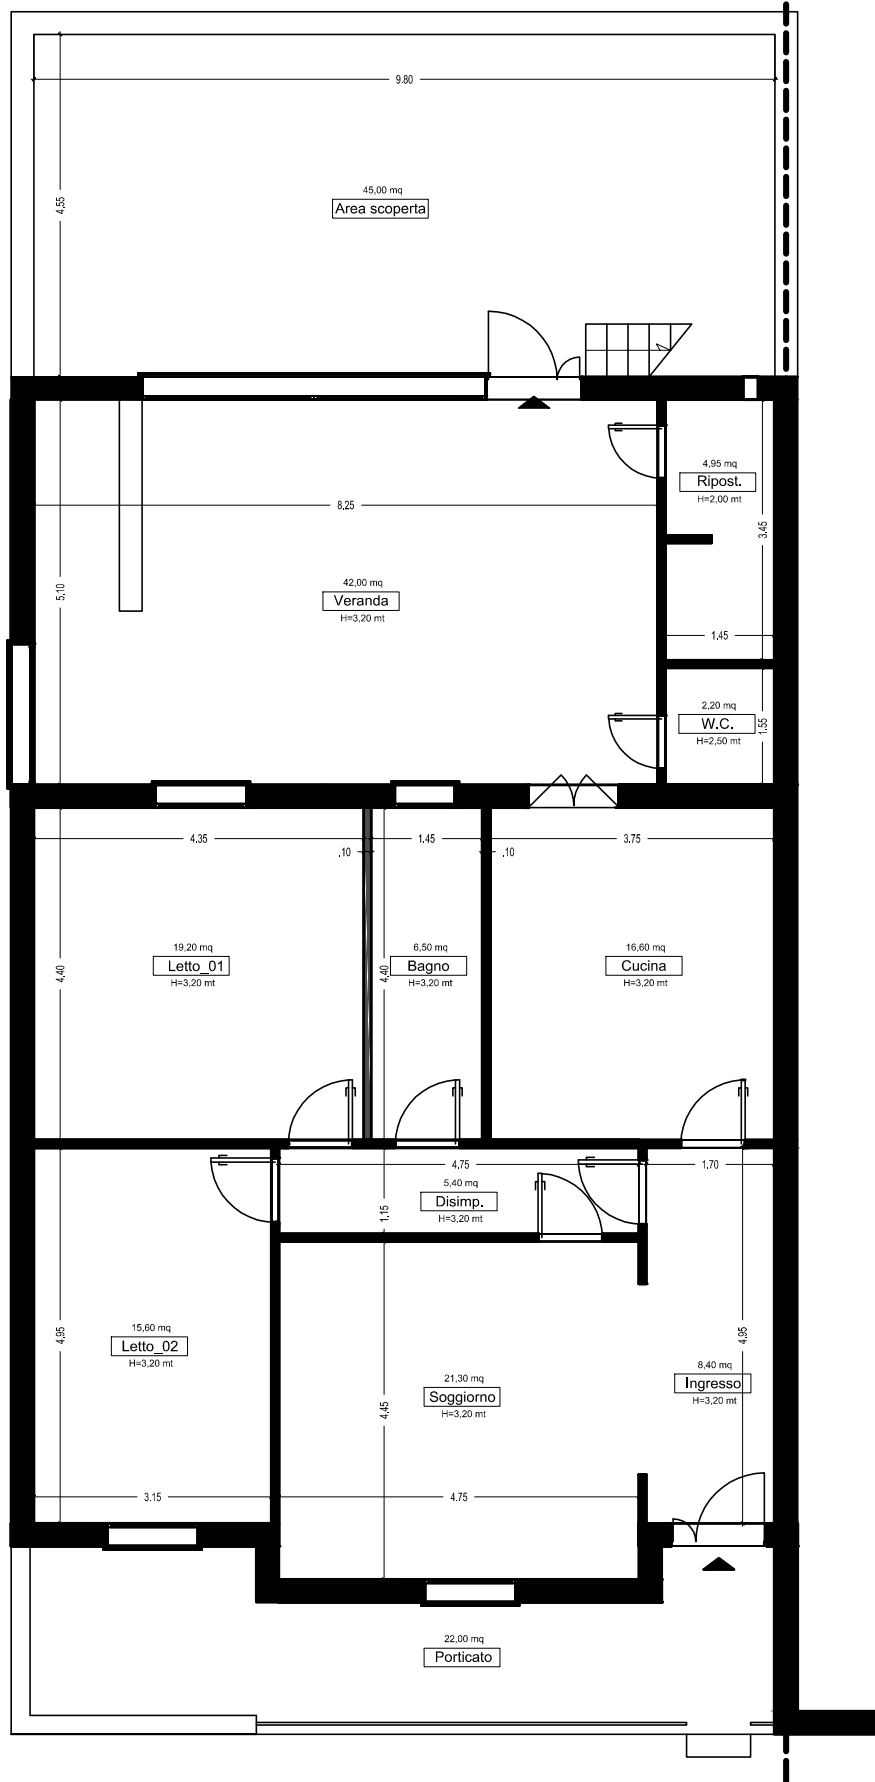 9.80
4.55
45,00 mq
Area scoperta
4,95 mq
Ripost.
H=2,00 mt
8.25
3.45
5.10
42,00 mq
Veranda
H=3,20 mt
1.45
2,20 mq
W.C.
H=2,50 mt
1.55
4.35
.10
1.45
.10
3.75
19,20 mq
Letto_01
H=3,20 mt
4.40
6,50 mq
Bagno
H=3,20 mt
4.40
16,60 mq
Cucina
H=3,20 mt
4.75
1.70
5,40 mq
Disimp.
H=3,20 mt
1.15
15,60 mq
Letto_02
H=3,20 mt
4.95
21,30 mq
Soggiorno
H=3,20 mt
4.45
4.95
8,40 mq
Ingresso
H=3,20 mt
3.15
4.75
22,00 mq
Porticato